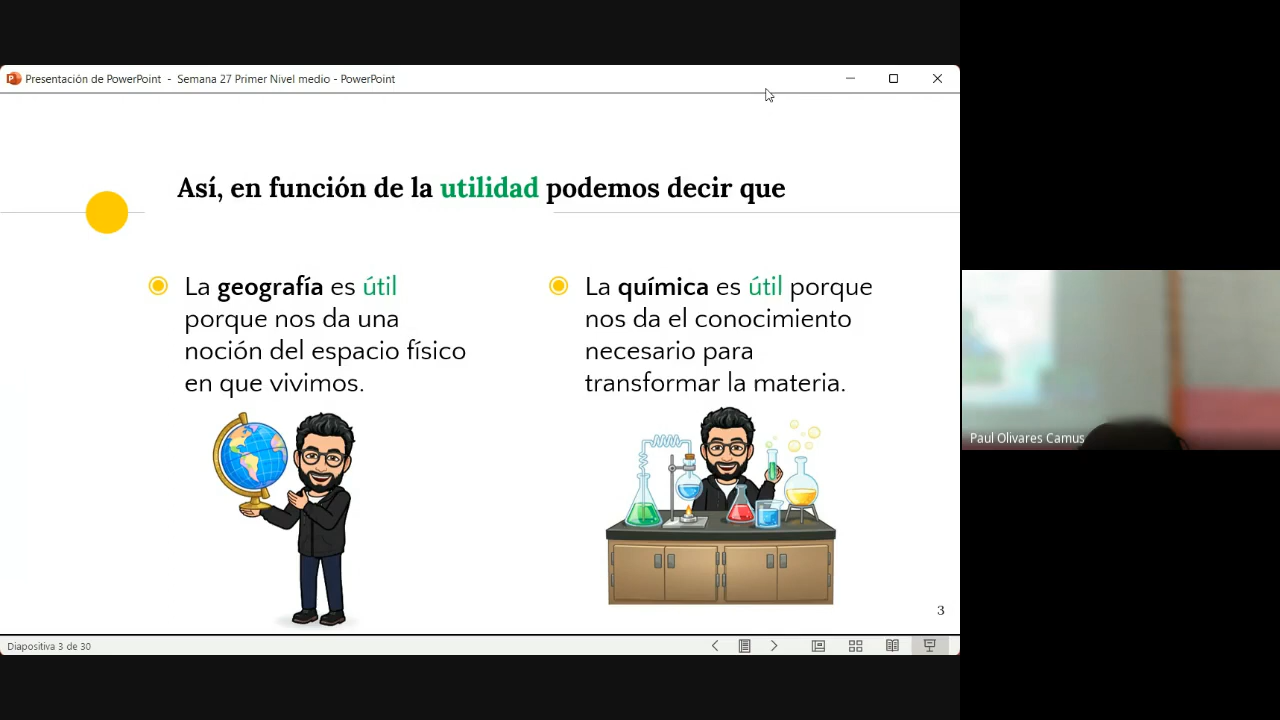 Presentación de PowerPoint - Semana 27 Primer Nivel medio - PowerPoint
Así, en función de la utilidad podemos decir que
La geografía es útil
porque nos da una
noción del espacio físico
en que vivimos.
La química es útil porque
nos da el conocimiento
necesario para
transformar la materia.
Paul Olivares Camus
3
Diapositiva 3 de 30